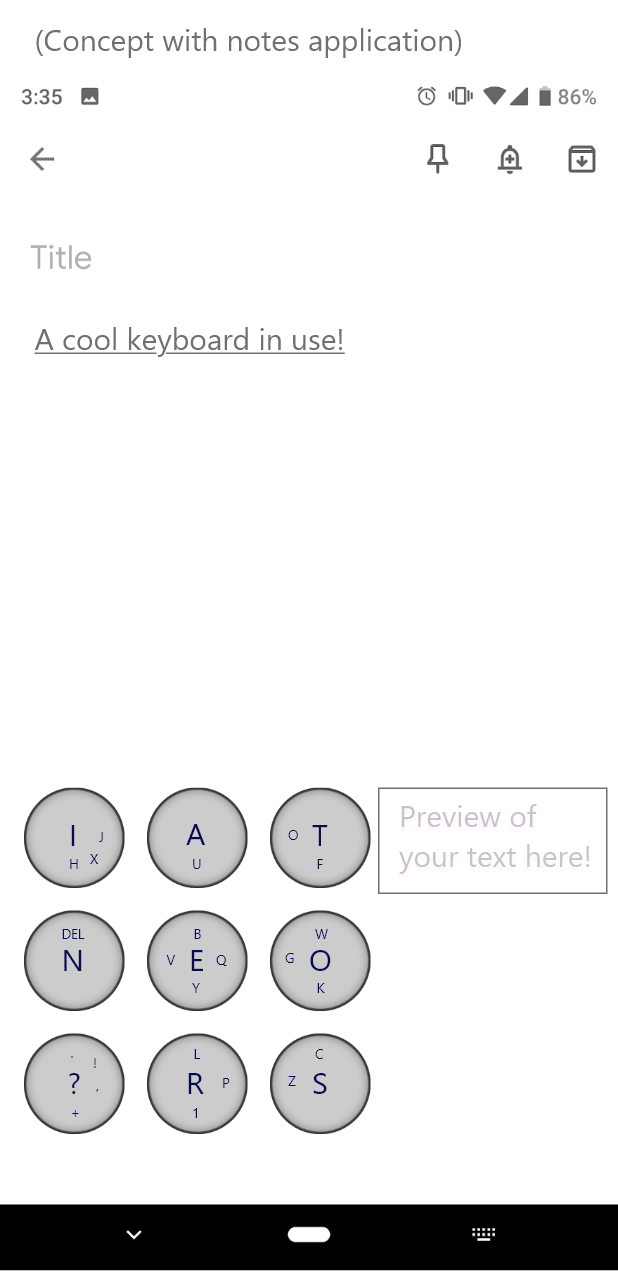 (Concept with notes application)
3:35 86%
Title
A cool keyboard in use!
I J H X
A U
O T F
Preview of
your text here!
DEL N
B V E Q Y
W G O K
. ! ? , +
L R P 1
C Z S